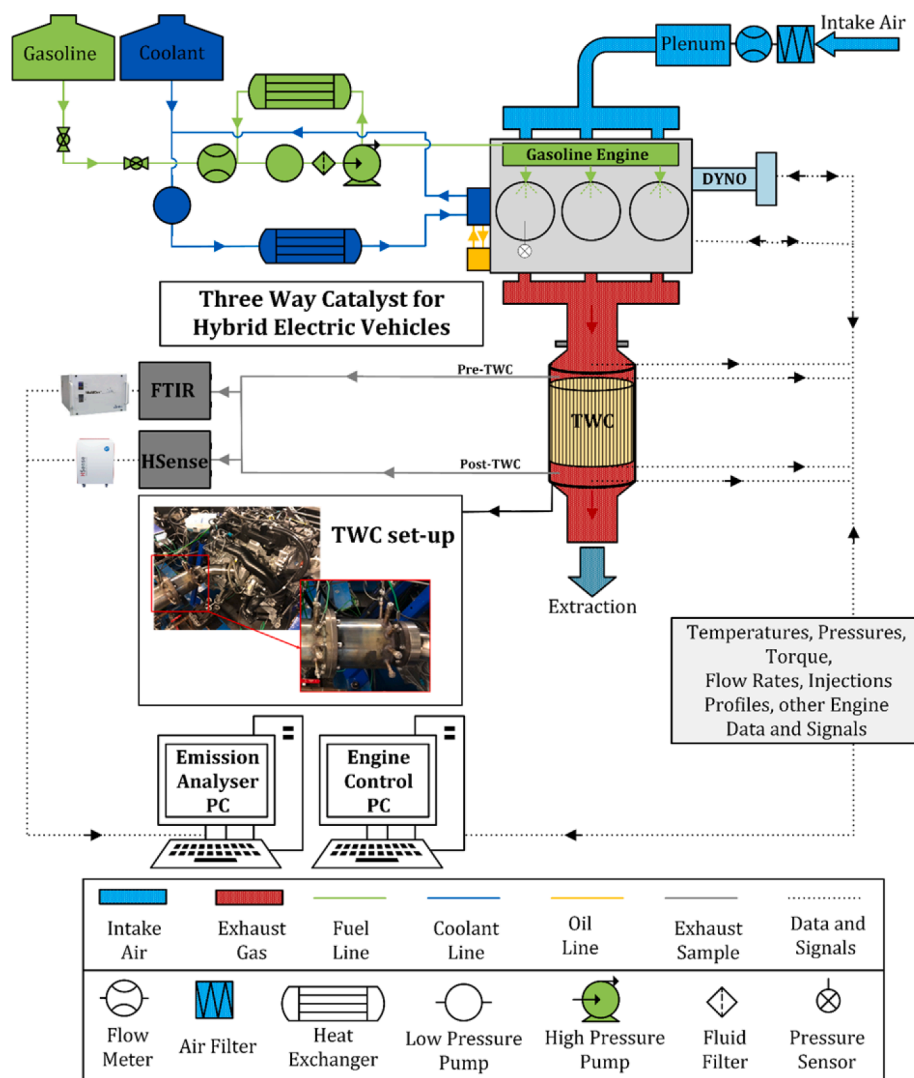 Intake Air
Gasoline
Coolant
Plenum
Gasoline Engine
DYNO
Three Way Catalyst for
Hybrid Electric Vehicles
Pre-TWC
FTIR
TWC
HSense
Post-TWC
TWC set-up
Extraction
Temperatures, Pressures,
Torque,
Flow Rates, Injections
Profiles, other Engine
Data and Signals
Emission
Analyser
PC
Engine
Control
PC
Intake
Air
Exhaust
Gas
Fuel
Line
Coolant
Line
Oil
Line
Exhaust
Sample
Data and
Signals
Flow
Meter
Air Filter
Heat
Exchanger
Low Pressure
Pump
High Pressure
Pump
Fluid
Filter
Pressure
Sensor